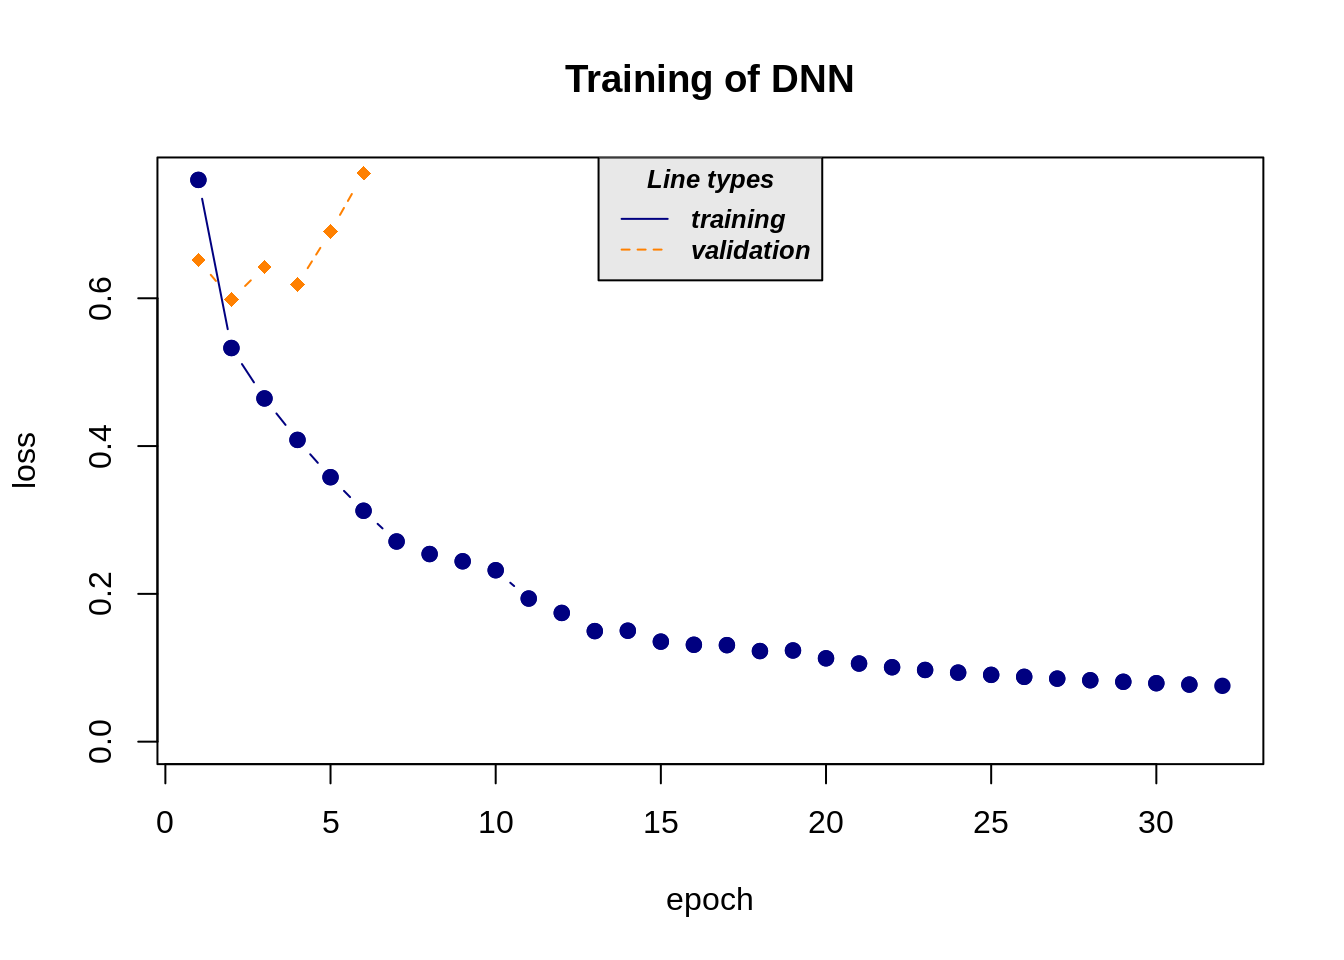 Training of DNN
Line types
training
validation
loss
0.6
0.4
0.2
0.0
0 5 10 15 20 25 30
epoch